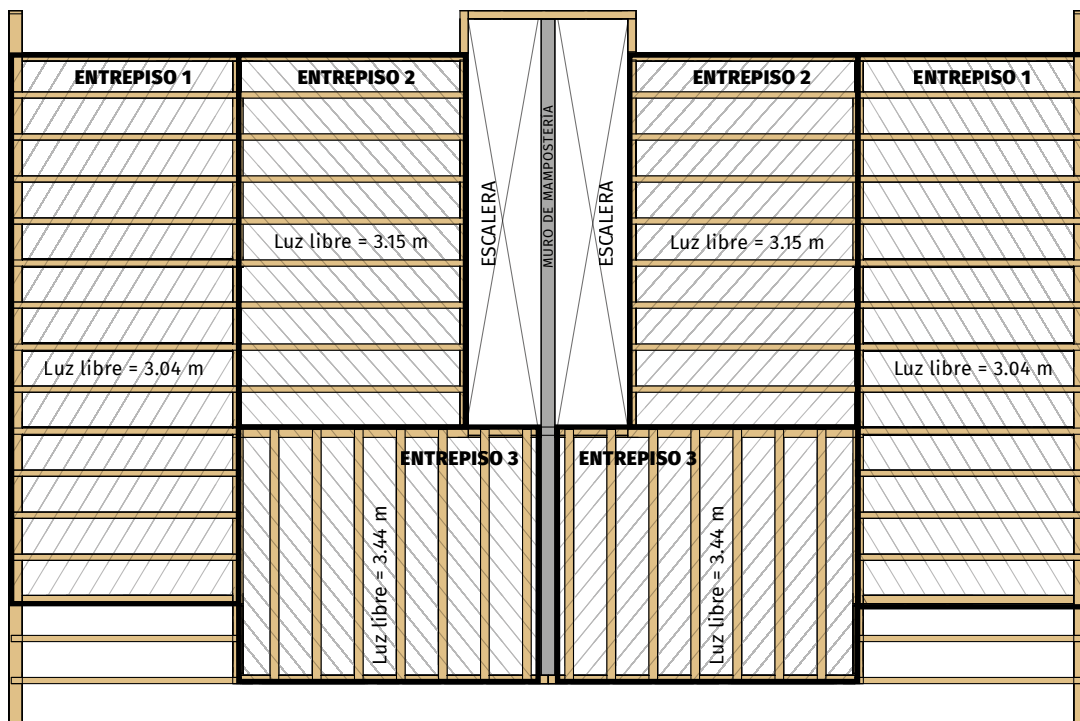 ENTREPISO 1
ENTREPISO 2
ENTREPISO 2
ENTREPISO 1
MURO DE MAMPOSTERIA
ESCALERA
ESCALERA
Luz libre = 3.15 m
Luz libre = 3.15 m
Luz libre = 3.04 m
Luz libre = 3.04 m
ENTREPISO 3
ENTREPISO 3
Luz libre = 3.44 m
Luz libre = 3.44 m